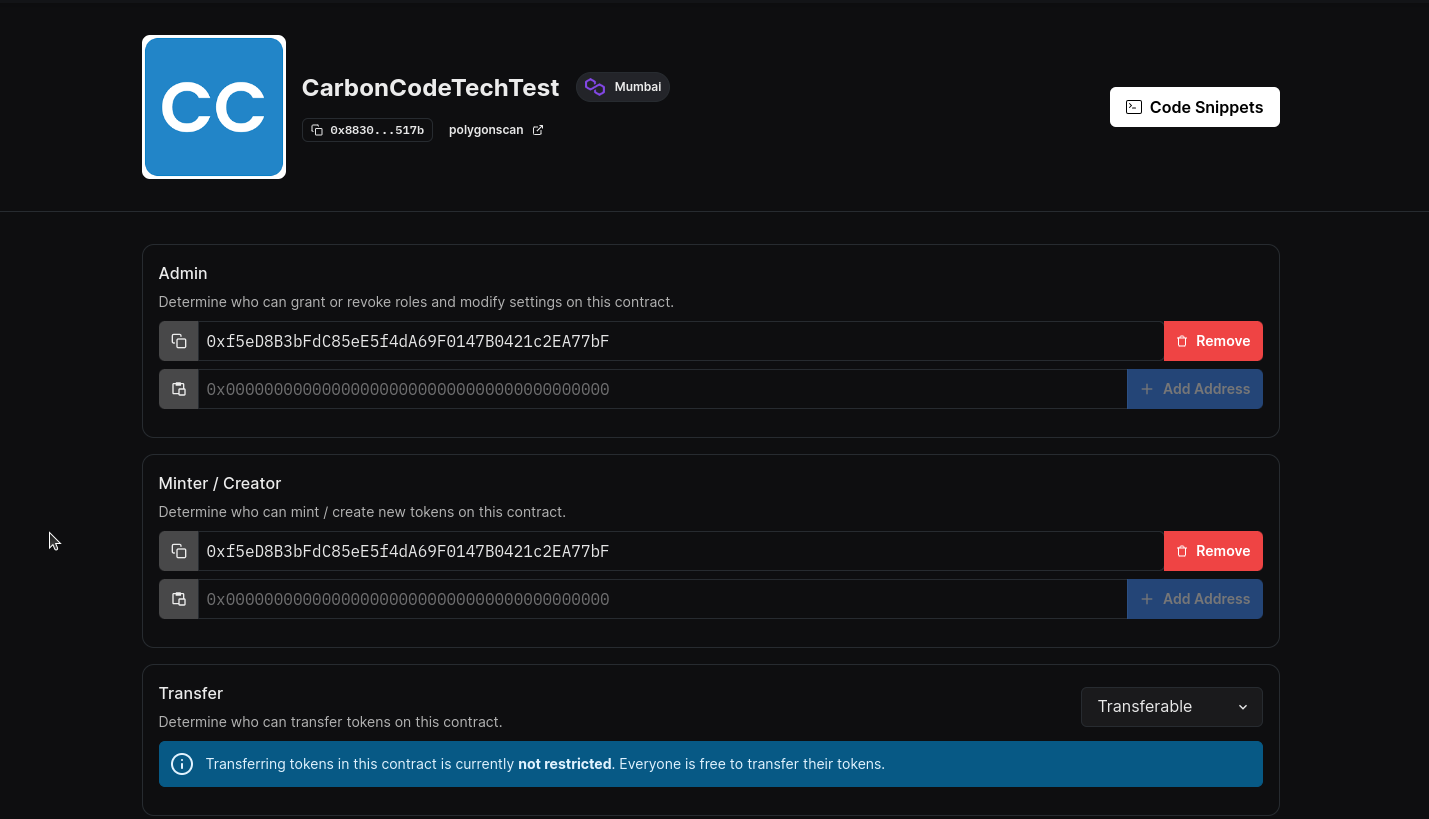 CC
CarbonCodeTechTest
Mumbai
0x8830...517b
polygonscan
Code Snippets
Admin
Determine who can grant or revoke roles and modify settings on this contract.
0xf5eD8B3bFdC85eE5f4dA69F0147B0421c2EA77bF
Remove
0x0000000000000000000000000000000000000000
Add Address
Minter / Creator
Determine who can mint / create new tokens on this contract.
0xf5eD8B3bFdC85eE5f4dA69F0147B0421c2EA77bF
Remove
0x0000000000000000000000000000000000000000
Add Address
Transfer
Determine who can transfer tokens on this contract.
Transferable
Transferring tokens in this contract is currently not restricted. Everyone is free to transfer their tokens.